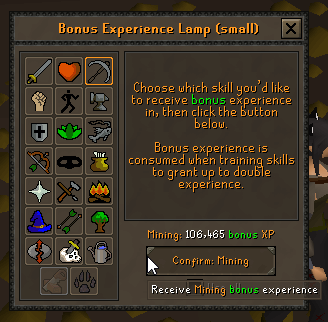 Bonus Experience Lamp (small)
Choose which skill you'd like
to receive bonus experience
in, then click the button
below.
Bonus experience is
consumed when training skills
to grant up to double
experience.
Mining: 106,465 bonus XP
Confirm: Mining
Receive Mining bonus experience